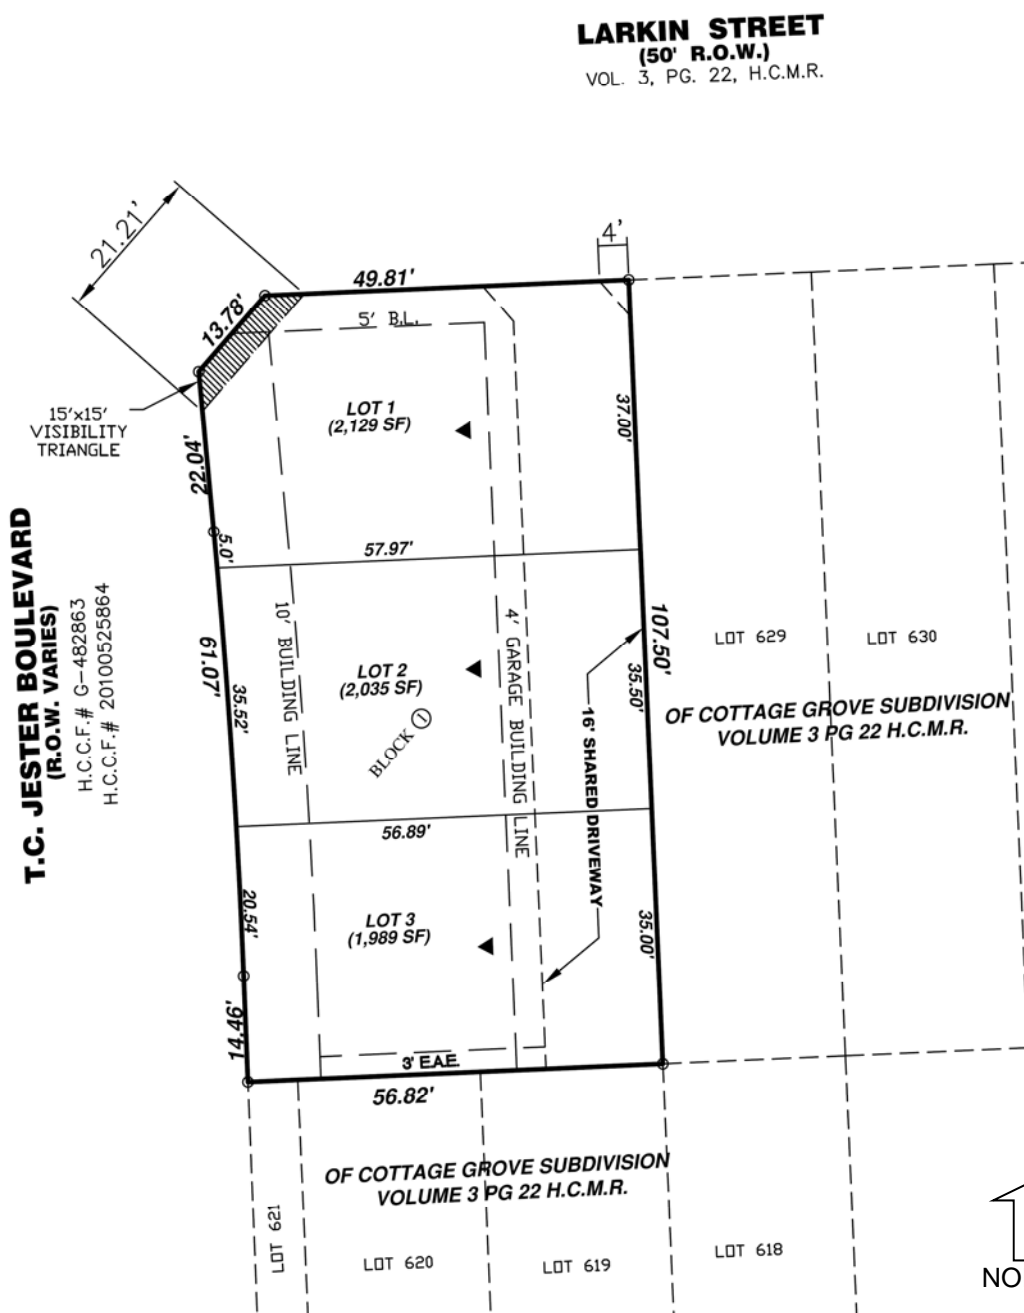 LARKIN STREET
(50' R.O.W.)
VOL. 3, PG. 22, H.C.M.R.
21.21'
4'
49.81'
13.78'
5' B.L.
15'x15'
VISIBILITY
TRIANGLE
LOT 1
(2,129 SF)
37.00'
22.04'
5.0'
57.97'
T.C. JESTER BOULEVARD
(R.O.W. VARIES)
H.C.C.F.# G-482863
H.C.C.F.# 20100525864
61.07'
35.52'
10' BUILDING LINE
LOT 2
(2,035 SF)
BLOCK 1
4' GARAGE BUILDING LINE
16' SHARED DRIVEWAY
107.50'
35.50'
LOT 629
LOT 630
OF COTTAGE GROVE SUBDIVISION
VOLUME 3 PG 22 H.C.M.R.
56.89'
20.54'
LOT 3
(1,989 SF)
35.00'
14.46'
3' E.A.E.
56.82'
OF COTTAGE GROVE SUBDIVISION
VOLUME 3 PG 22 H.C.M.R.
LOT 621
LOT 620
LOT 619
LOT 618
NO